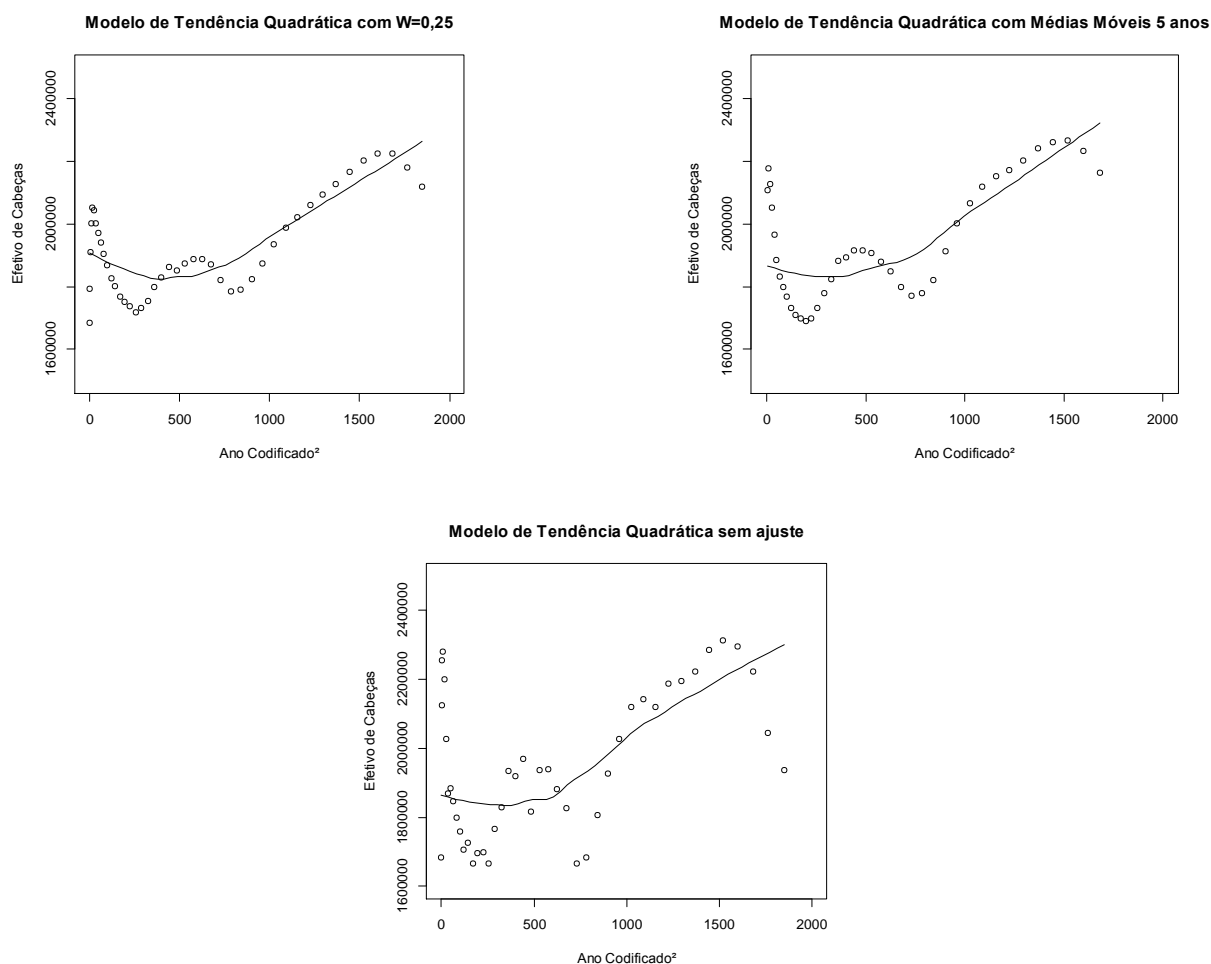 Modelo de Tendência Quadrática com W=0,25
Efetivo de Cabeças
2400000
2000000
1600000
0 500 1000 1500 2000
Ano Codificado²
Modelo de Tendência Quadrática com Médias Móveis 5 anos
Efetivo de Cabeças
2400000
2000000
1600000
0 500 1000 1500 2000
Ano Codificado²
Modelo de Tendência Quadrática sem ajuste
Efetivo de Cabeças
2400000
2200000
2000000
1800000
1600000
0 500 1000 1500 2000
Ano Codificado²